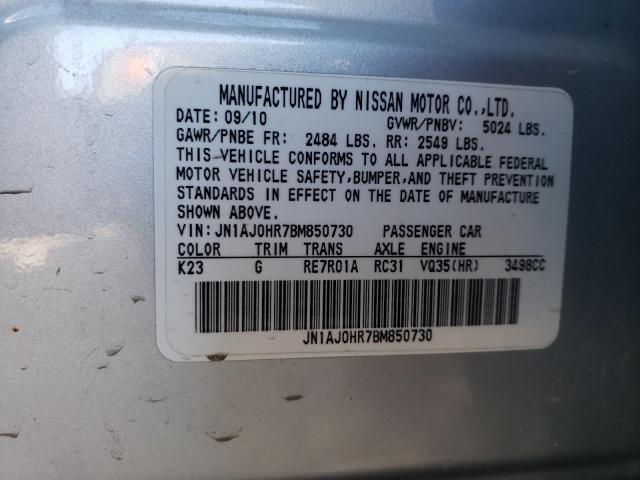 MANUFACTURED BY NISSAN MOTOR CO.,LTD.
DATE: 09/10 GVWR/PNBV: 5024 LBS.
GAWR/PNBE FR: 2484 LBS. RR: 2549 LBS.
THIS VEHICLE CONFORMS TO ALL APPLICABLE FEDERAL
MOTOR VEHICLE SAFETY,BUMPER,AND THEFT PREVENTION
STANDARDS IN EFFECT ON THE DATE OF MANUFACTURE
SHOWN ABOVE.
VIN: JN1AJ0HR7BM850730 PASSENGER CAR
COLOR TRIM TRANS AXLE ENGINE
K23 G RE7R01A RC31 VQ35(HR) 3498CC
JN1AJ0HR7BM850730